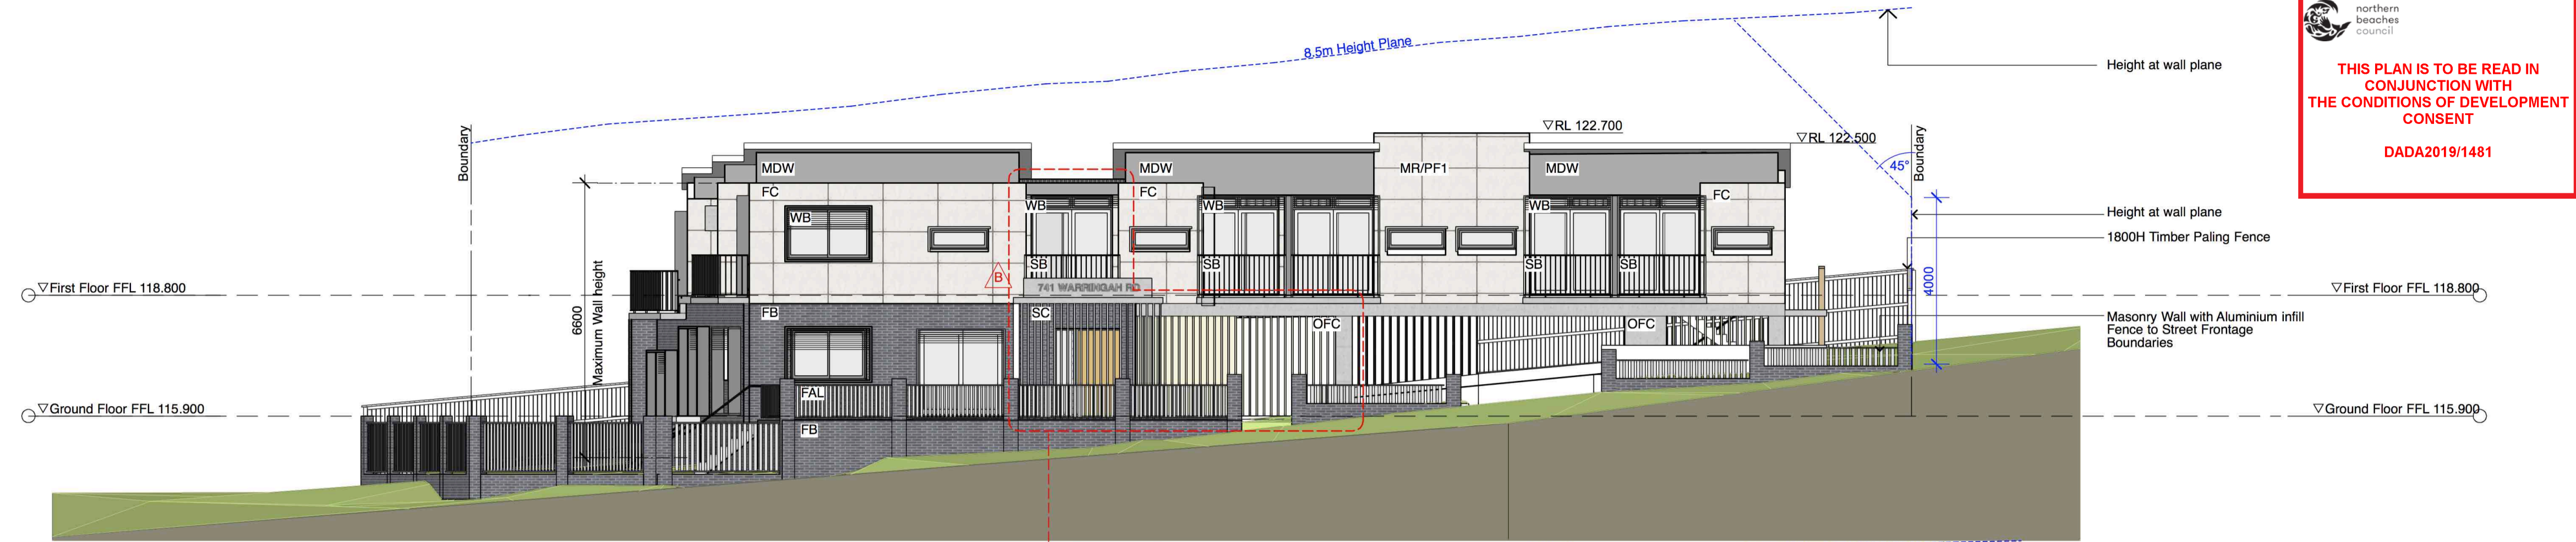 northern
beaches
council
THIS PLAN IS TO BE READ IN
CONJUNCTION WITH
THE CONDITIONS OF DEVELOPMENT
CONSENT
DADA2019/1481
8.5m Height Plane
Height at wall plane
Boundary
▽RL 122.700
▽RL 122.500
45°
Boundary
MDW
MDW
MR/PF1
MDW
FC
FC
FC
WB
WB
WB
WB
Height at wall plane
1800H Timber Paling Fence
SB
SB
SB
SB
B
741 WARRINGAH RD
4000
6600
Maximum Wall height
▽First Floor FFL 118.800
▽First Floor FFL 118.800
FB
SC
OFC
OFC
Masonry Wall with Aluminium infill
Fence to Street Frontage
Boundaries
FAL
▽Ground Floor FFL 115.900
▽Ground Floor FFL 115.900
FB